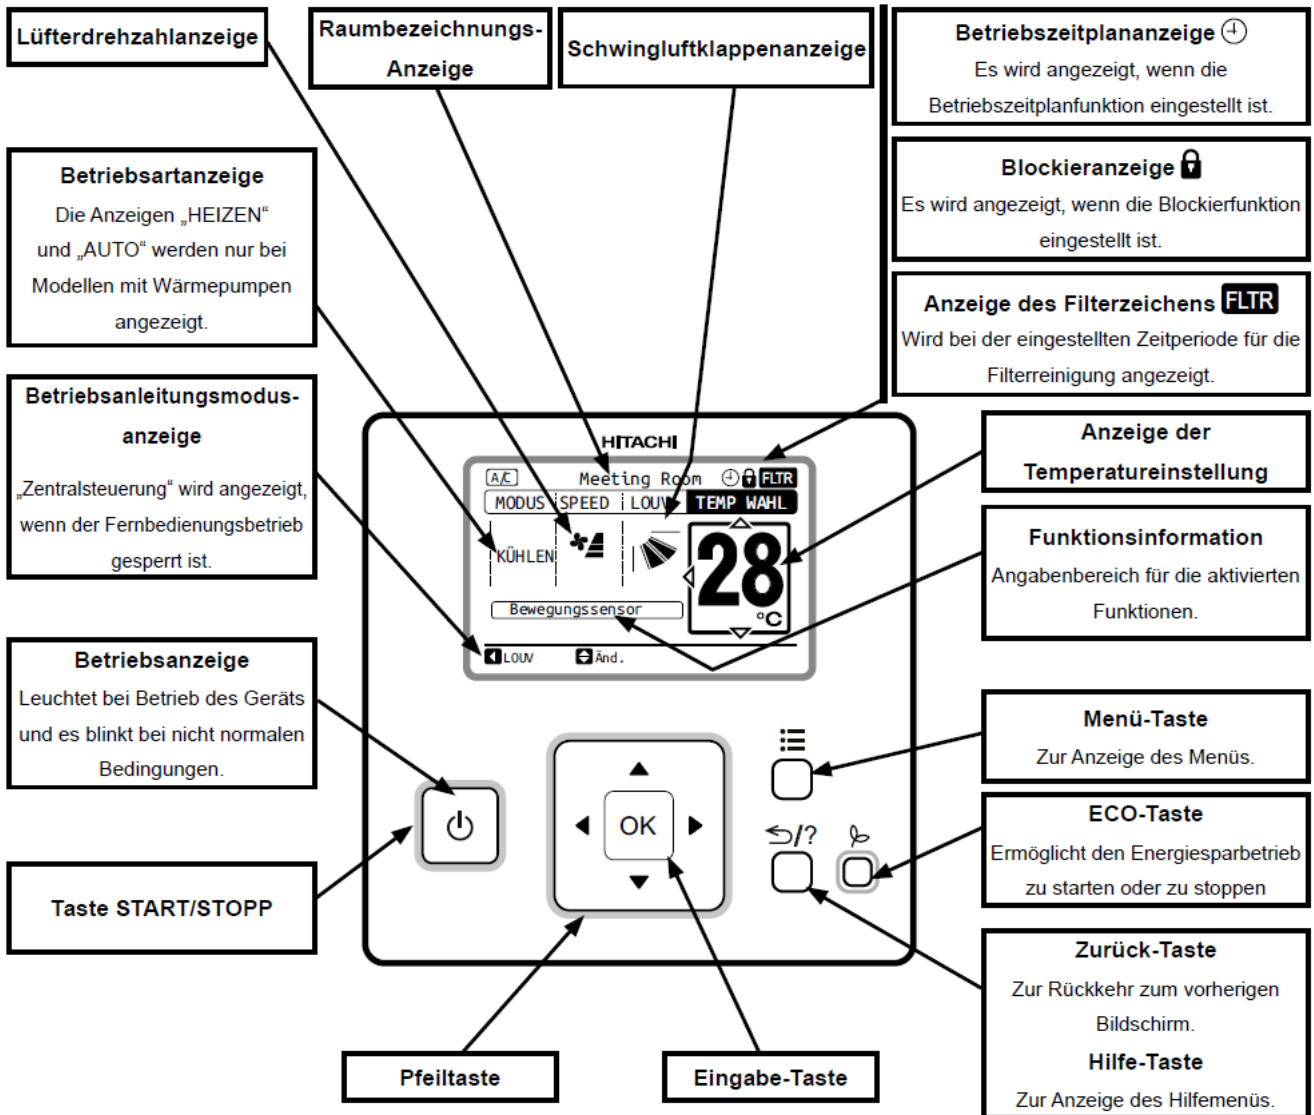 Lüfterdrehzahlanzeige
Raumbezeichnungs-
Anzeige
Schwingluftklappenanzeige
Betriebszeitplananzeige
Es wird angezeigt, wenn die
Betriebszeitplanfunktion eingestellt ist.
Blockieranzeige
Es wird angezeigt, wenn die Blockierfunktion
eingestellt ist.
Anzeige des Filterzeichens FLTR
Wird bei der eingestellten Zeitperiode für die
Filterreinigung angezeigt.
Betriebsartanzeige
Die Anzeigen „HEIZEN“
und „AUTO“ werden nur bei
Modellen mit Wärmepumpen
angezeigt.
Betriebsanleitungsmodus-
anzeige
„Zentralsteuerung“ wird angezeigt,
wenn der Fernbedienungsbetrieb
gesperrt ist.
Betriebsanzeige
Leuchtet bei Betrieb des Geräts
und es blinkt bei nicht normalen
Bedingungen.
Taste START/STOPP
HITACHI
A/C Meeting Room FLTR
MODUS SPEED LOUV TEMP WAHL
KÜHLEN 28 °C
Bewegungssensor
LOUV Änd.
OK
/?
Anzeige der
Temperatureinstellung
Funktionsinformation
Angabenbereich für die aktivierten
Funktionen.
Menü-Taste
Zur Anzeige des Menüs.
ECO-Taste
Ermöglicht den Energiesparbetrieb
zu starten oder zu stoppen
Zurück-Taste
Zur Rückkehr zum vorherigen
Bildschirm.
Hilfe-Taste
Zur Anzeige des Hilfemenüs.
Pfeiltaste
Eingabe-Taste